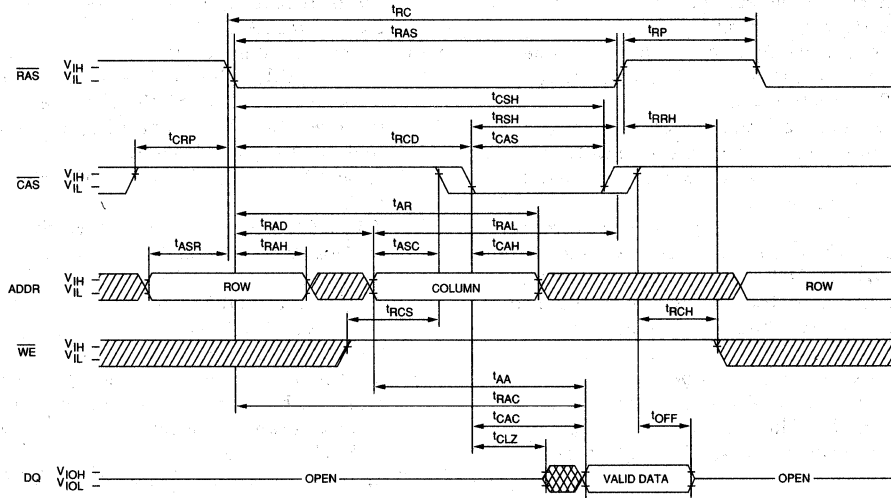 tRC
tRAS
tRP
RAS
VIH
VIL
tCSH
tRSH
tRRH
tCRP
tRCD
tCAS
CAS
VIH
VIL
tAR
tRAD
tRAL
tASR
tRAH
tASC
tCAH
ADDR
VIH
VIL
ROW
COLUMN
ROW
tRCS
tRCH
WE
VIH
VIL
tAA
tRAC
tCAC
tOFF
tCLZ
DQ
VIOH
VIOL
OPEN
VALID DATA
OPEN